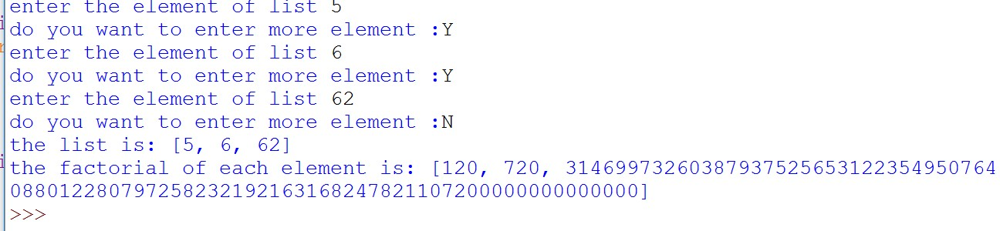 enter the element of list 5
do you want to enter more element :Y
enter the element of list 6
do you want to enter more element :Y
enter the element of list 62
do you want to enter more element :N
the list is: [5, 6, 62]
the factorial of each element is: [120, 720, 31469973260387937525653122354950764
088012280797258232192163168247821107200000000000000]
>>>